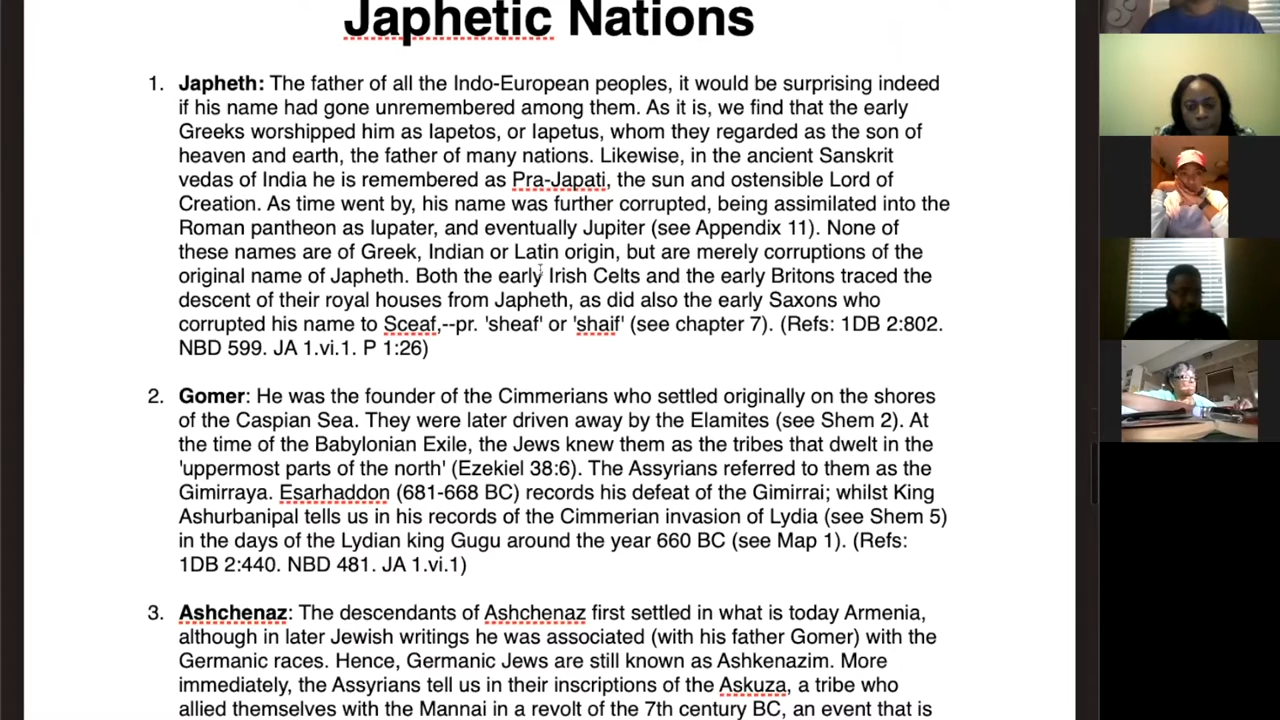 Japhetic Nations
1. Japheth: The father of all the Indo-European peoples, it would be surprising indeed
if his name had gone unremembered among them. As it is, we find that the early
Greeks worshipped him as Iapetos, or Iapetus, whom they regarded as the son of
heaven and earth, the father of many nations. Likewise, in the ancient Sanskrit
vedas of India he is remembered as Pra-Japati, the sun and ostensible Lord of
Creation. As time went by, his name was further corrupted, being assimilated into the
Roman pantheon as Iupater, and eventually Jupiter (see Appendix 11). None of
these names are of Greek, Indian or Latin origin, but are merely corruptions of the
original name of Japheth. Both the early Irish Celts and the early Britons traced the
descent of their royal houses from Japheth, as did also the early Saxons who
corrupted his name to Sceaf,--pr. 'sheaf' or 'shaif' (see chapter 7). (Refs: 1DB 2:802.
NBD 599. JA 1.vi.1. P 1:26)
2. Gomer: He was the founder of the Cimmerians who settled originally on the shores
of the Caspian Sea. They were later driven away by the Elamites (see Shem 2). At
the time of the Babylonian Exile, the Jews knew them as the tribes that dwelt in the
'uppermost parts of the north' (Ezekiel 38:6). The Assyrians referred to them as the
Gimirraya. Esarhaddon (681-668 BC) records his defeat of the Gimirrai; whilst King
Ashurbanipal tells us in his records of the Cimmerian invasion of Lydia (see Shem 5)
in the days of the Lydian king Gugu around the year 660 BC (see Map 1). (Refs:
1DB 2:440. NBD 481. JA 1.vi.1)
3. Ashchenaz: The descendants of Ashchenaz first settled in what is today Armenia,
although in later Jewish writings he was associated (with his father Gomer) with the
Germanic races. Hence, Germanic Jews are still known as Ashkenazim. More
immediately, the Assyrians tell us in their inscriptions of the Askuza, a tribe who
allied themselves with the Mannai in a revolt of the 7th century BC, an event that is